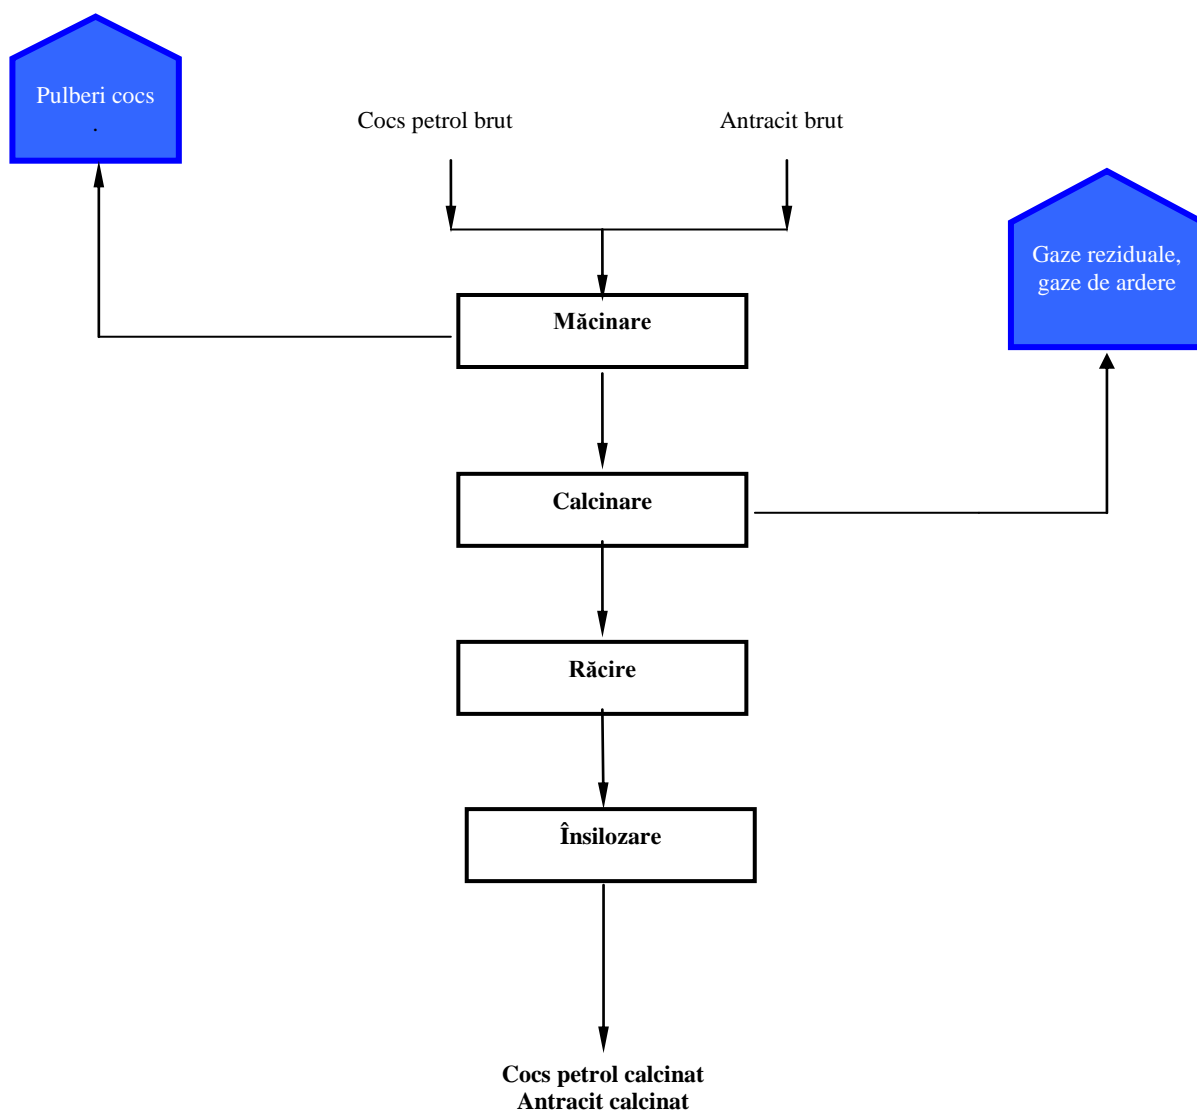 Pulberi cocs
.
Cocs petrol brut
Antracit brut
Gaze reziduale,
gaze de ardere
Măcinare
Calcinare
Răcire
Însilozare
Cocs petrol calcinat
Antracit calcinat